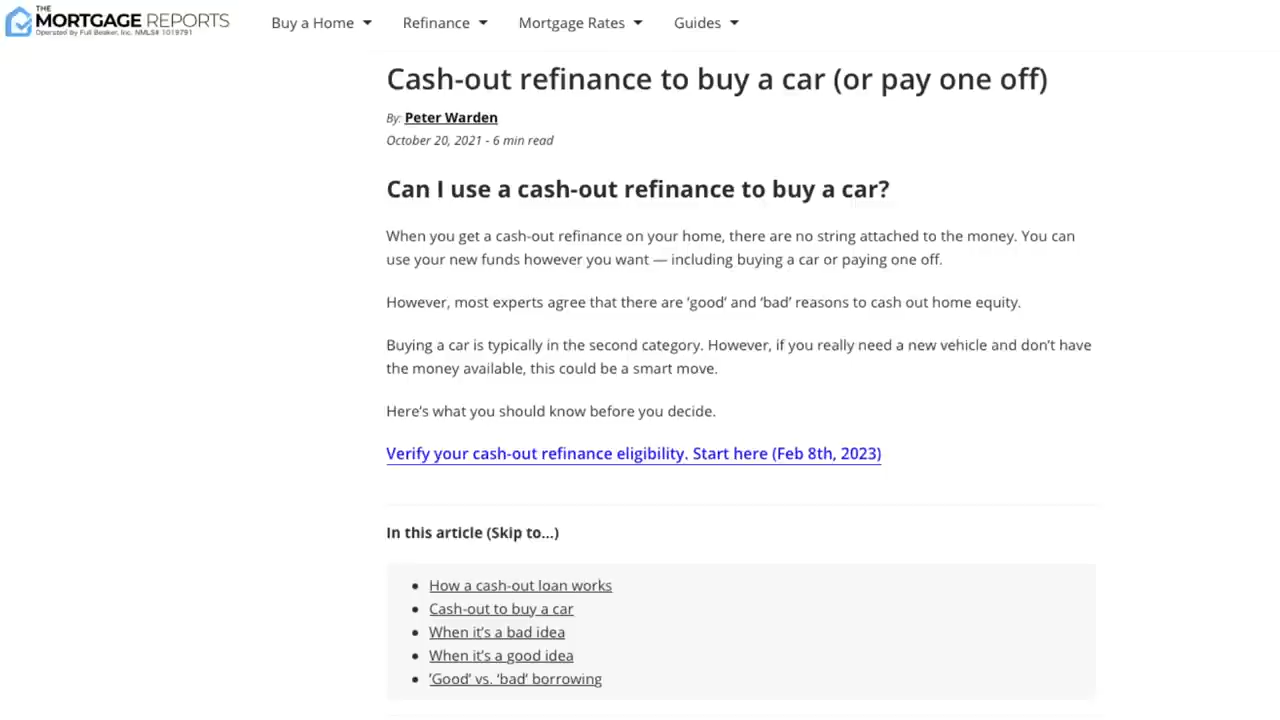 THE
MORTGAGE REPORTS
Operated by Full Beaker, Inc. NMLS# 1019791
Buy a Home Refinance Mortgage Rates Guides
Cash-out refinance to buy a car (or pay one off)
By: Peter Warden
October 20, 2021 - 6 min read
Can I use a cash-out refinance to buy a car?
When you get a cash-out refinance on your home, there are no string attached to the money. You can
use your new funds however you want — including buying a car or paying one off.
However, most experts agree that there are ‘good’ and ‘bad’ reasons to cash out home equity.
Buying a car is typically in the second category. However, if you really need a new vehicle and don’t have
the money available, this could be a smart move.
Here’s what you should know before you decide.
Verify your cash-out refinance eligibility. Start here (Feb 8th, 2023)
In this article (Skip to...)
• How a cash-out loan works
• Cash-out to buy a car
• When it’s a bad idea
• When it’s a good idea
• ’Good’ vs. ‘bad’ borrowing